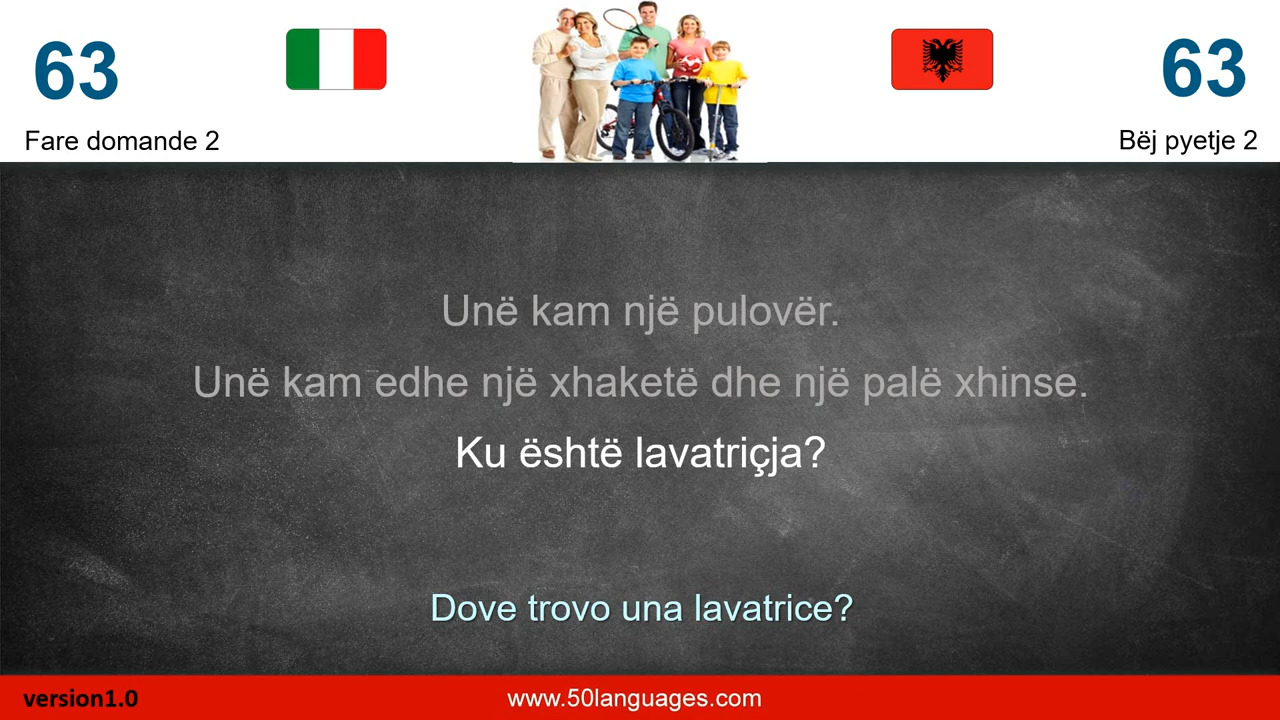 63
63
Fare domande 2
Bëj pyetje 2
Unë kam një pulovër.
Unë kam edhe një xhaketë dhe një palë xhinse.
Ku është lavatriçja?
Dove trovo una lavatrice?
version1.0
www.50languages.com